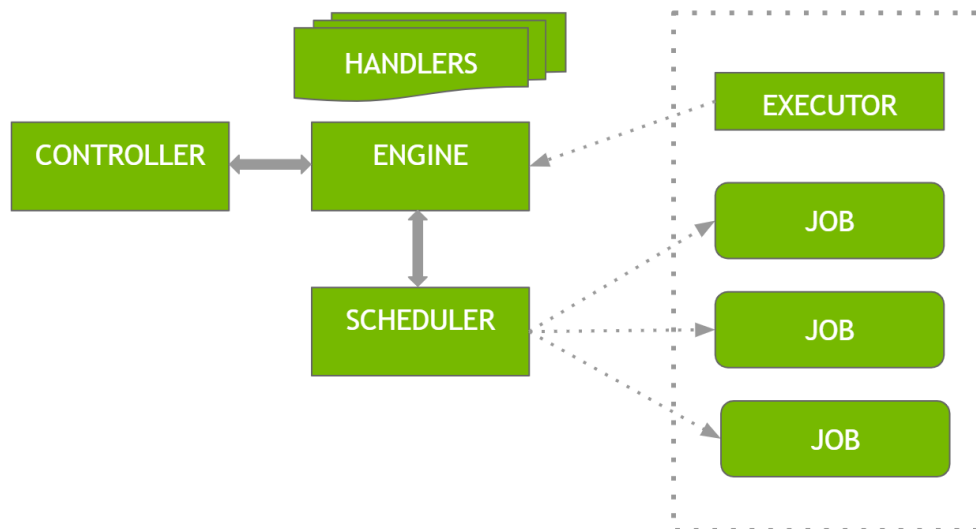 HANDLERS
EXECUTOR
CONTROLLER
ENGINE
JOB
SCHEDULER
JOB
JOB